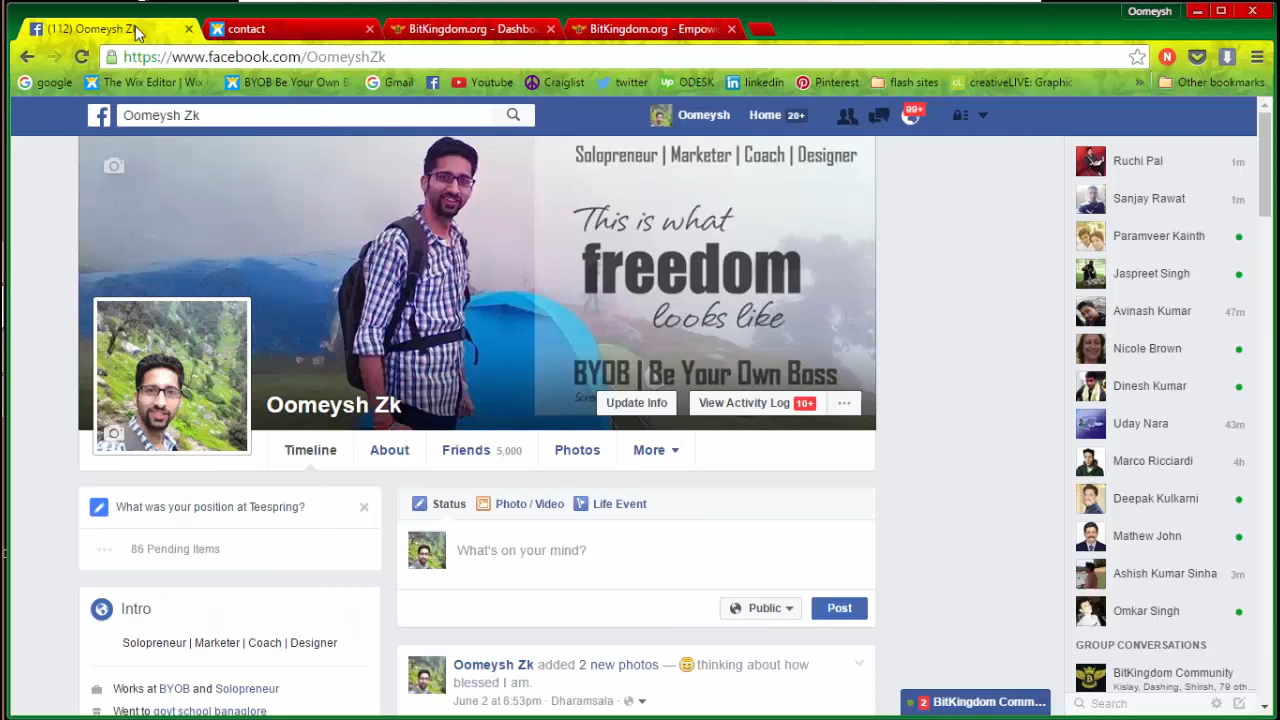 Oomeysh
(112) Oomeysh Zk
contact
BitKingdom.org - Dashbo
BitKingdom.org - Empow
https://www.facebook.com/OomeyshZk
google
The Wix Editor | Wix
BYOB Be Your Own B
Gmail
Youtube
Craiglist
twitter
ODESK
linkedin
Pinterest
flash sites
creativeLIVE: Graphic
»
Other bookmarks
Oomeysh Zk
Oomeysh
Home 20+
99+
Solopreneur | Marketer | Coach | Designer
This is what
freedom
looks like
BYOB | Be Your Own Boss
Oomeysh Zk
Update Info
View Activity Log 10+
Timeline
About
Friends 5,000
Photos
More
What was your position at Teespring?
86 Pending Items
Intro
Solopreneur | Marketer | Coach | Designer
Works at BYOB and Solopreneur
Went to govt school banaglore
Status
Photo / Video
Life Event
What's on your mind?
Public
Post
Oomeysh Zk added 2 new photos — thinking about how
blessed I am.
June 2 at 6:53pm · Dharamsala ·
Ruchi Pal 1m
Sanjay Rawat 1m
Paramveer Kainth
Jaspreet Singh
Avinash Kumar 47m
Nicole Brown
Dinesh Kumar
Uday Nara 43m
Marco Ricciardi 4h
Deepak Kulkarni
Mathew John
Ashish Kumar Sinha 3m
Omkar Singh
GROUP CONVERSATIONS
BitKingdom Community
Kislay, Dashing, Shirish, 79 oth...
2 BitKingdom Comm...
Search